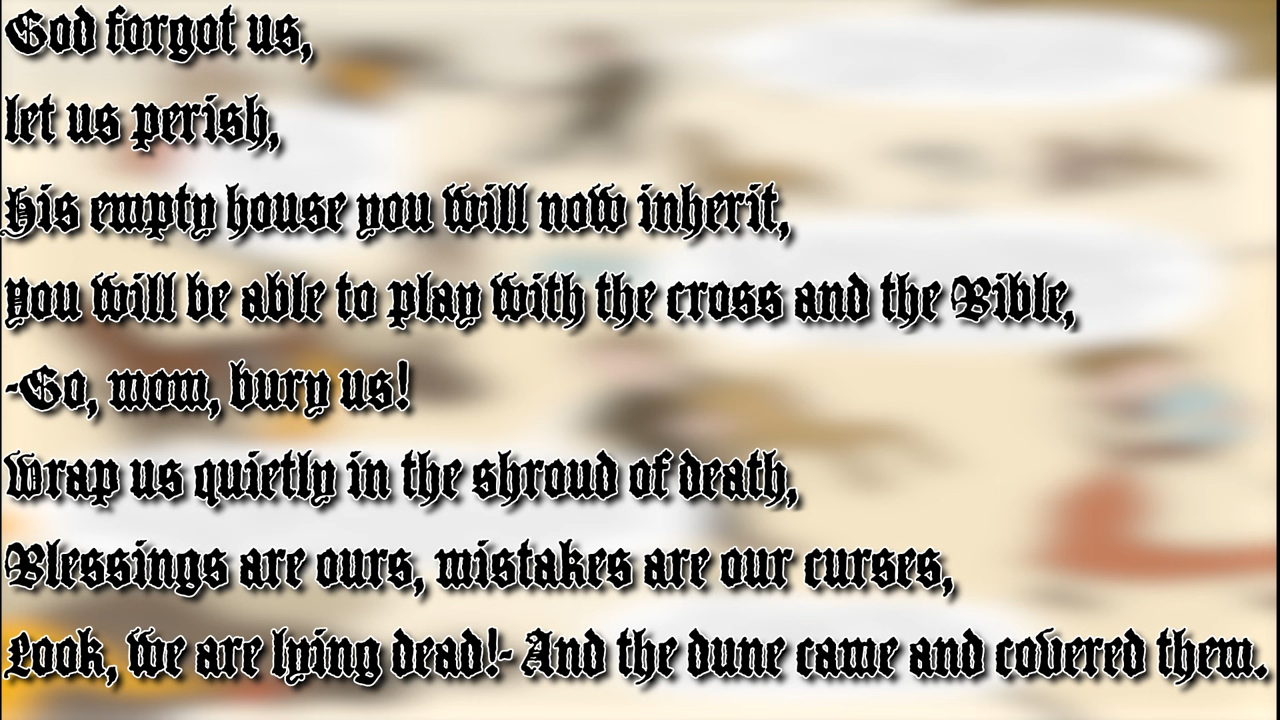 God forgot us,
let us perish,
His empty house you will now inherit,
you will be able to play with the cross and the Bible,
-Go, mom, bury us!
Wrap us quietly in the shroud of death,
Blessings are ours, mistakes are our curses,
Look, we are lying dead!- And the dune came and covered them.